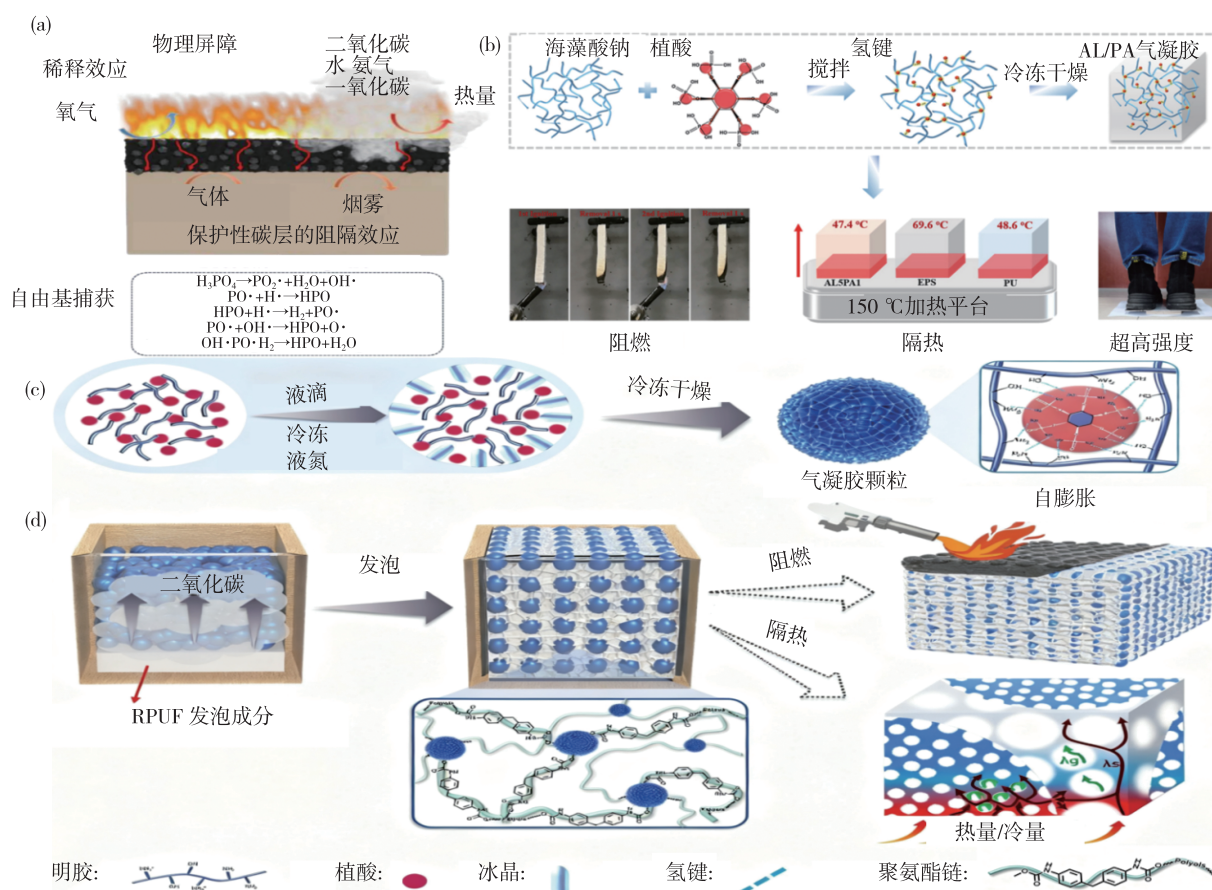 (a)
物理屏障
二氧化碳
水 氨气
一氧化碳
稀释效应
氧气
热量
气体
烟雾
保护性碳层的阻隔效应
自由基捕获
H₃PO₄→PO₂·+H₂O+OH·
PO·+H·→HPO
HPO+H·→H₂+PO·
PO·+OH·→HPO+O·
OH·PO·H₂→HPO+H₂O
(b)
海藻酸钠
植酸
搅拌
氢键
冷冻干燥
AL/PA气凝胶
阻燃
47.4 °C
69.6 °C
48.6 °C
AL5PA1
EPS
PU
150 ℃加热平台
隔热
超高强度
(c)
液滴
冷冻
液氮
冷冻干燥
气凝胶颗粒
自膨胀
(d)
二氧化碳
RPUF 发泡成分
发泡
阻燃
隔热
λg
λs
热量/冷量
明胶:
植酸:
冰晶:
氢键:
聚氨酯链: